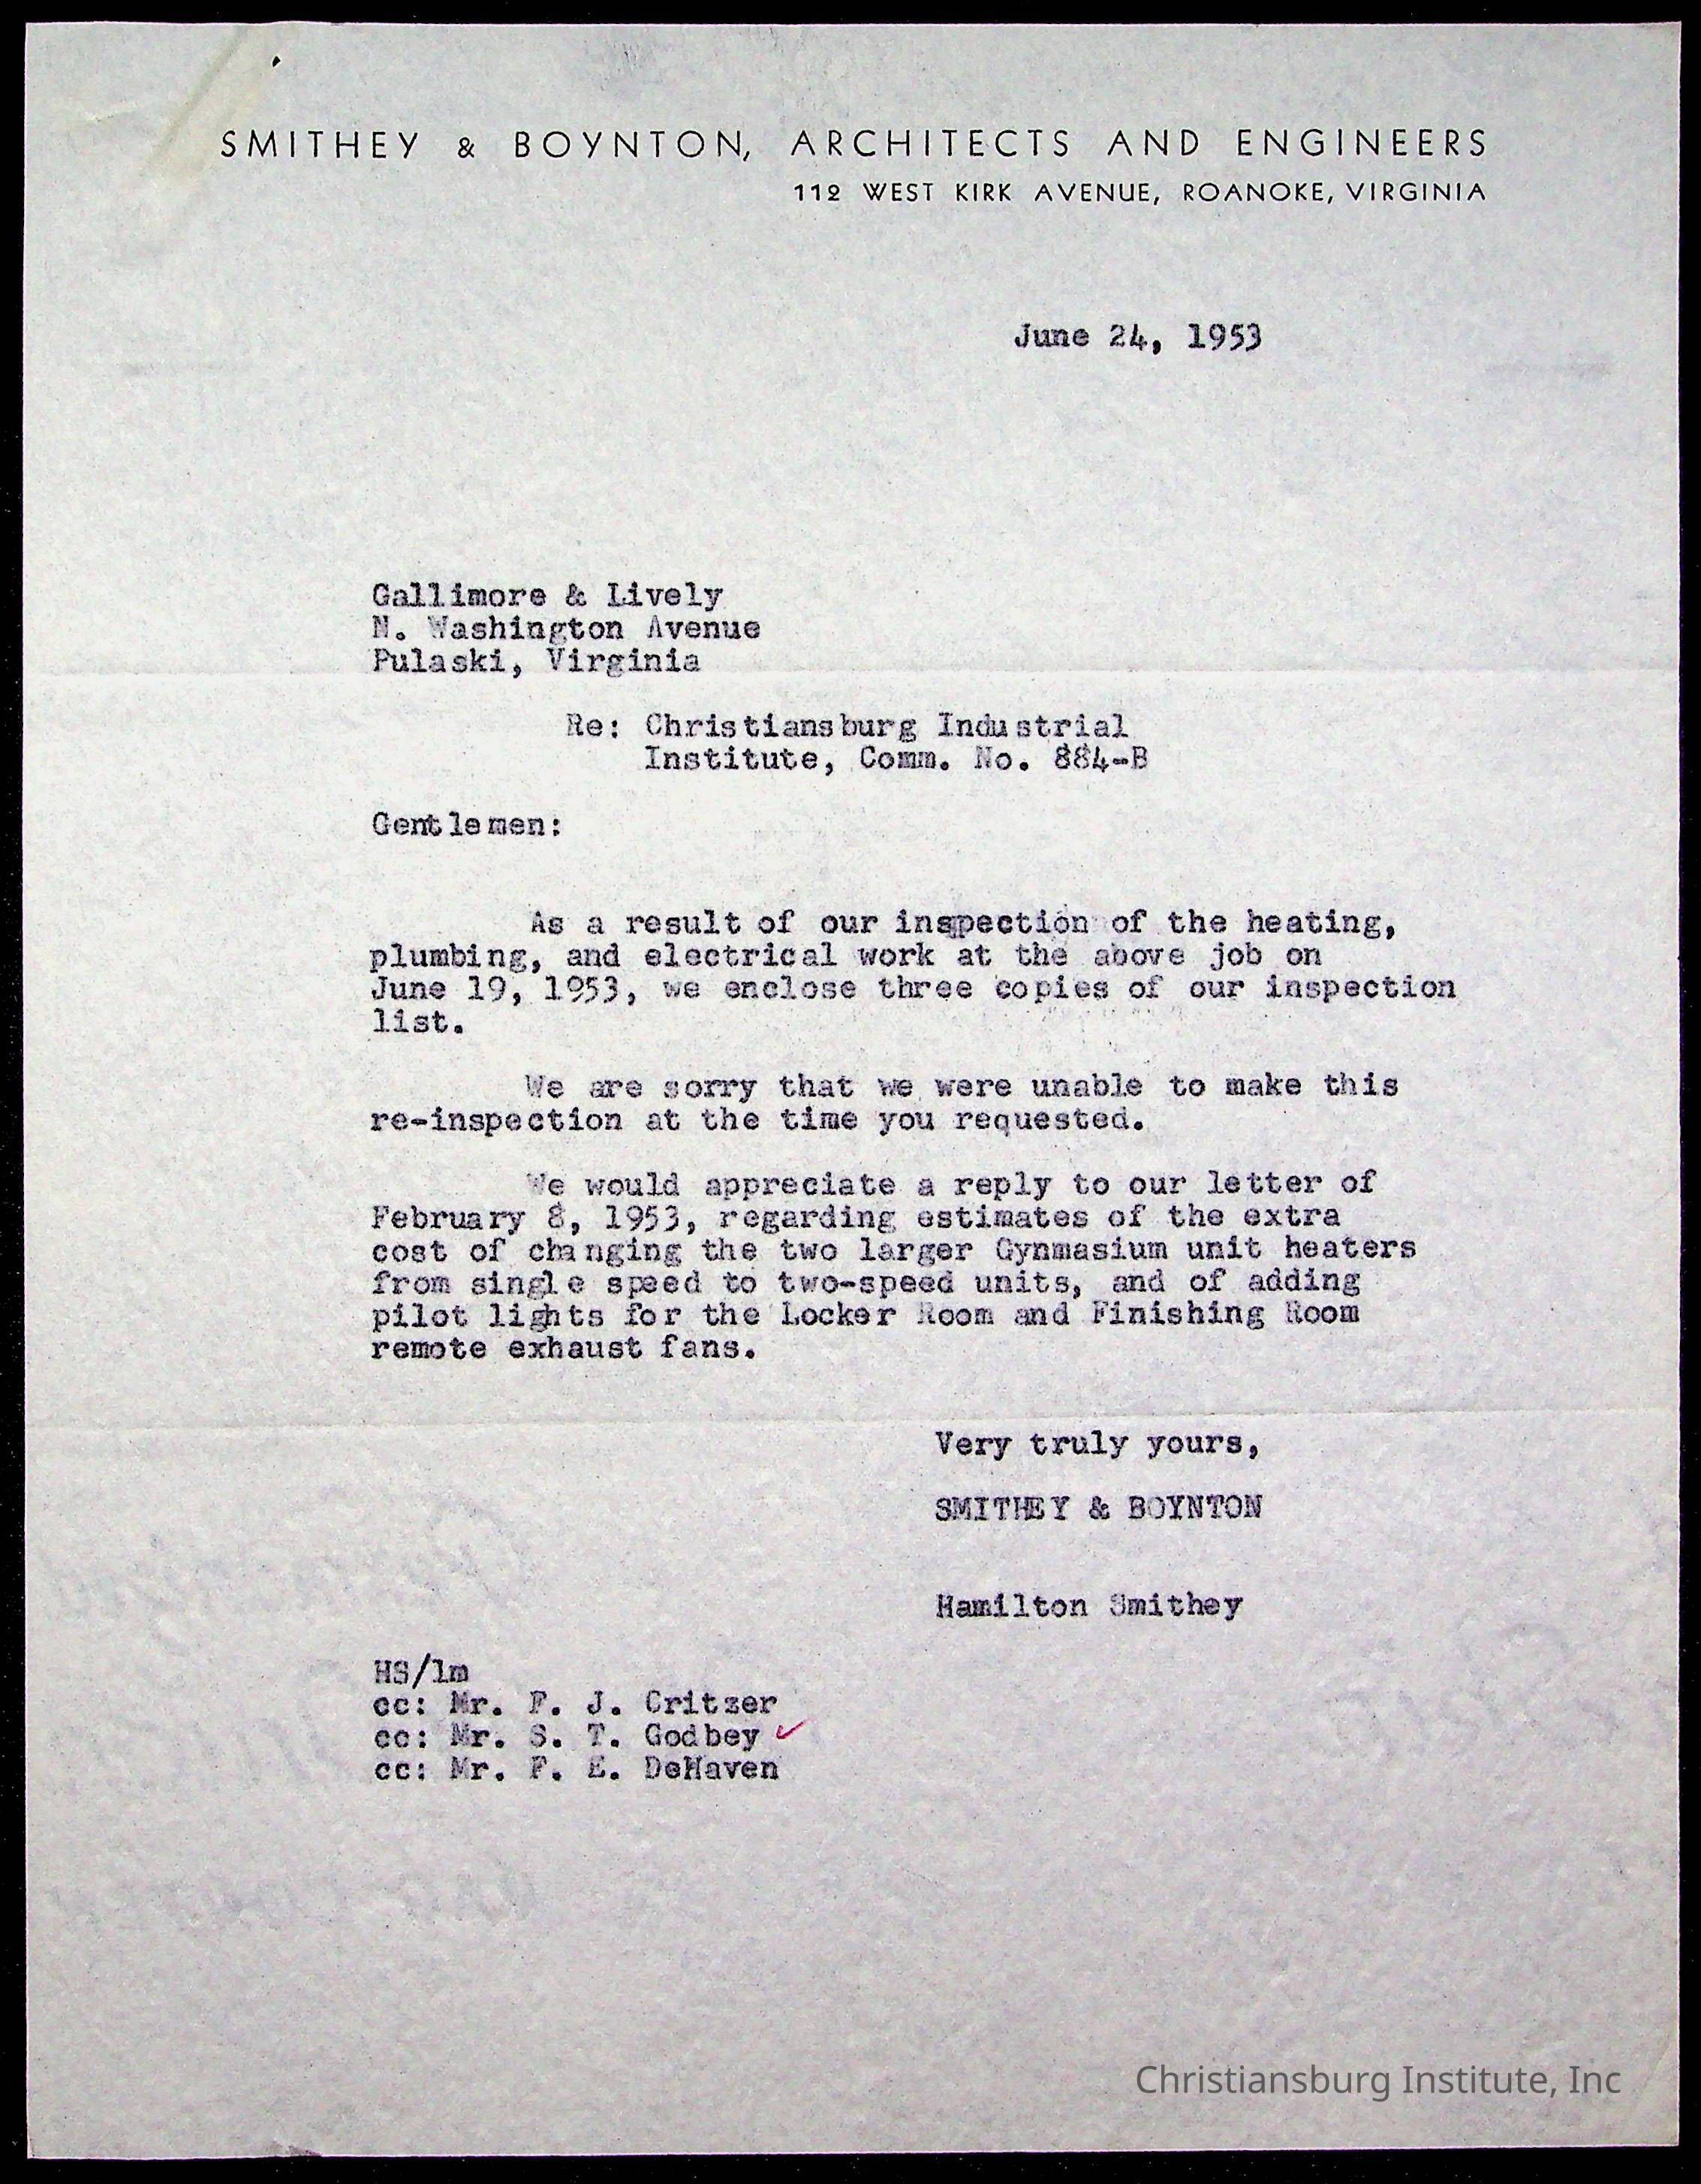 SMITHEY & BOYNTON, ARCHITECTS AND ENGINEERS
112 WEST KIRK AVENUE, ROANOKE, VIRGINIA
June 24, 1953
Gallimore & Lively
N. Washington Avenue
Pulaski, Virginia
Re: Christiansburg Industrial
Institute, Comm. No. 884-B
Gentlemen:
As a result of our inspection of the heating,
plumbing, and electrical work at the above job on
June 19, 1953, we enclose three copies of our inspection
list.
We are sorry that we were unable to make this
re-inspection at the time you requested.
We would appreciate a reply to our letter of
February 8, 1953, regarding estimates of the extra
cost of changing the two larger Gynmasium unit heaters
from single speed to two-speed units, and of adding
pilot lights for the Locker Room and Finishing Room
remote exhaust fans.
Very truly yours,
SMITHEY & BOYNTON
Hamilton Smithey
HS/lm
cc: Mr. F. J. Critzer
cc: Mr. S. T. Godbey ✓
cc: Mr. F. E. DeHaven
Christiansburg Institute, Inc